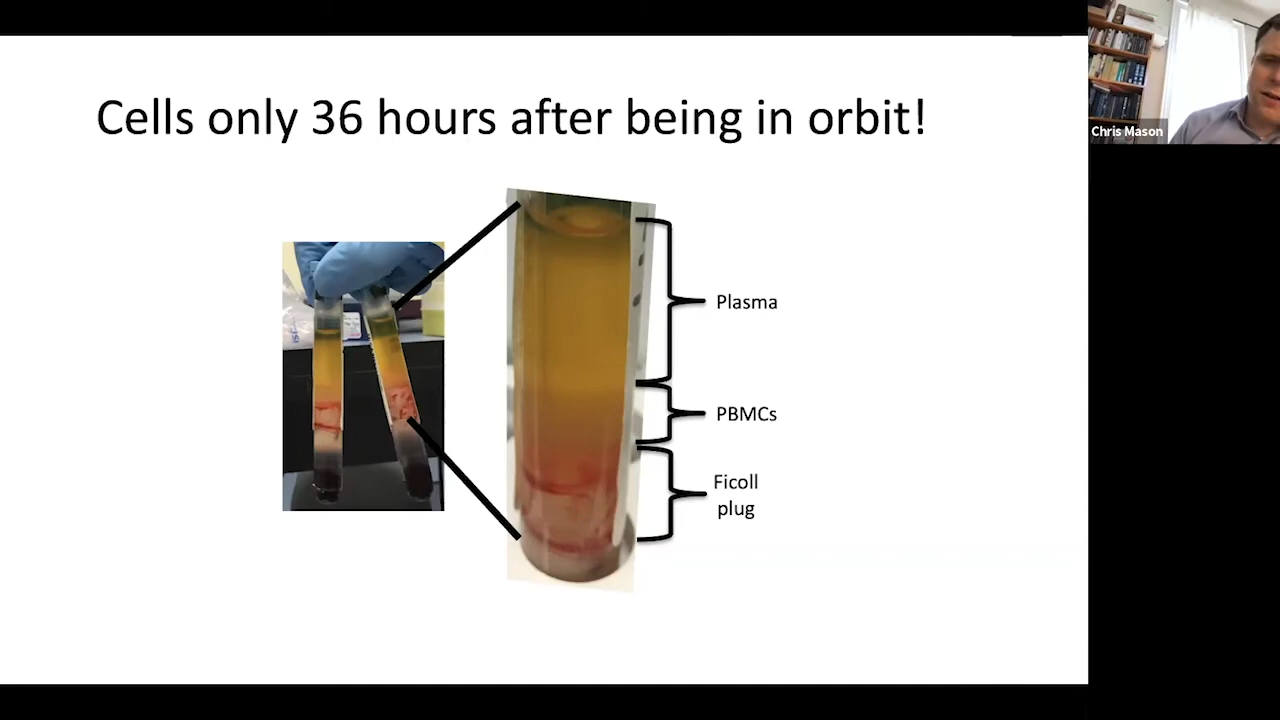 Cells only 36 hours after being in orbit!
Chris Mason
Plasma
PBMCs
Ficoll
plug